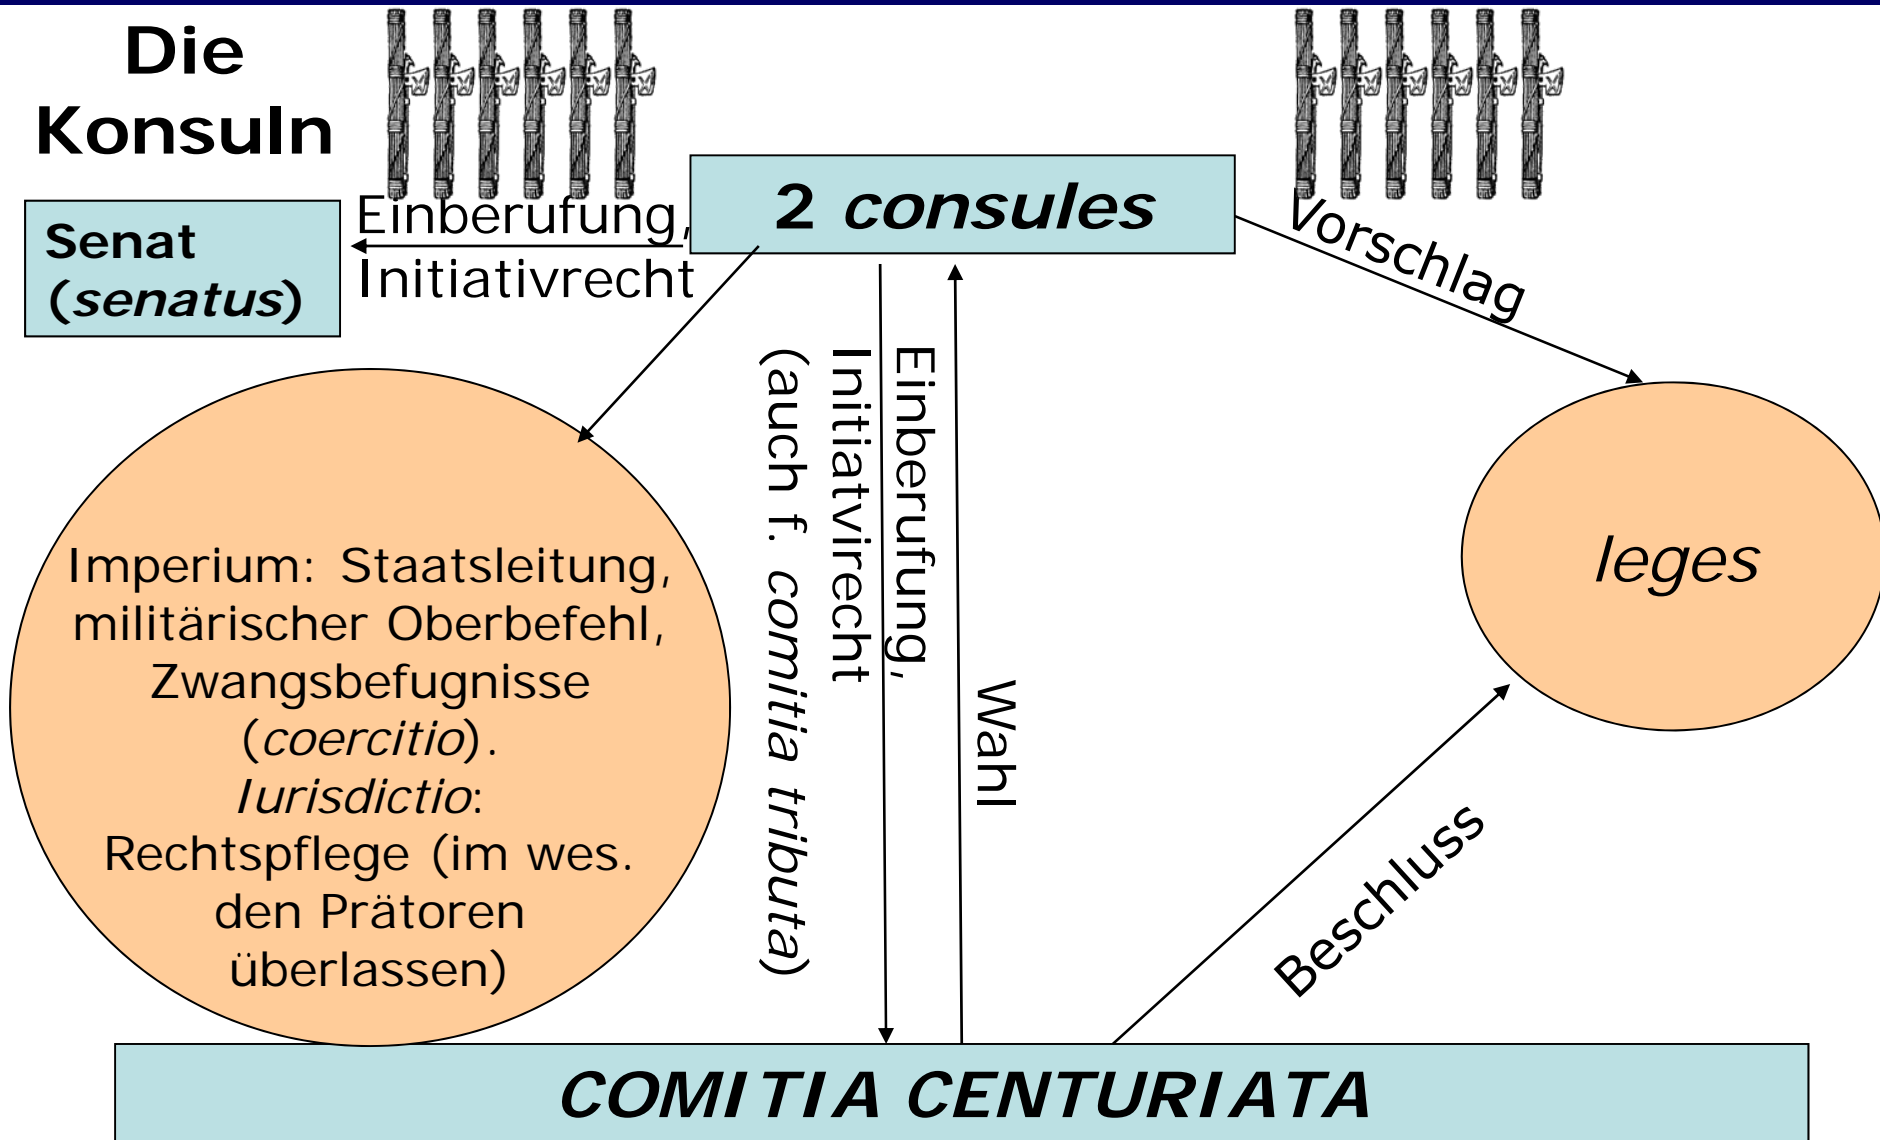 Die
Konsuln
2 consules
Senat
(senatus)
Einberufung,
Initiativrecht
Vorschlag
Einberufung,
Initiatvirecht
(auch f. comitia tributa)
Wahl
Imperium: Staatsleitung,
militärischer Oberbefehl,
Zwangsbefugnisse
(coercitio).
Iurisdictio:
Rechtspflege (im wes.
den Prätoren
überlassen)
leges
Beschluss
COMITIA CENTURIATA